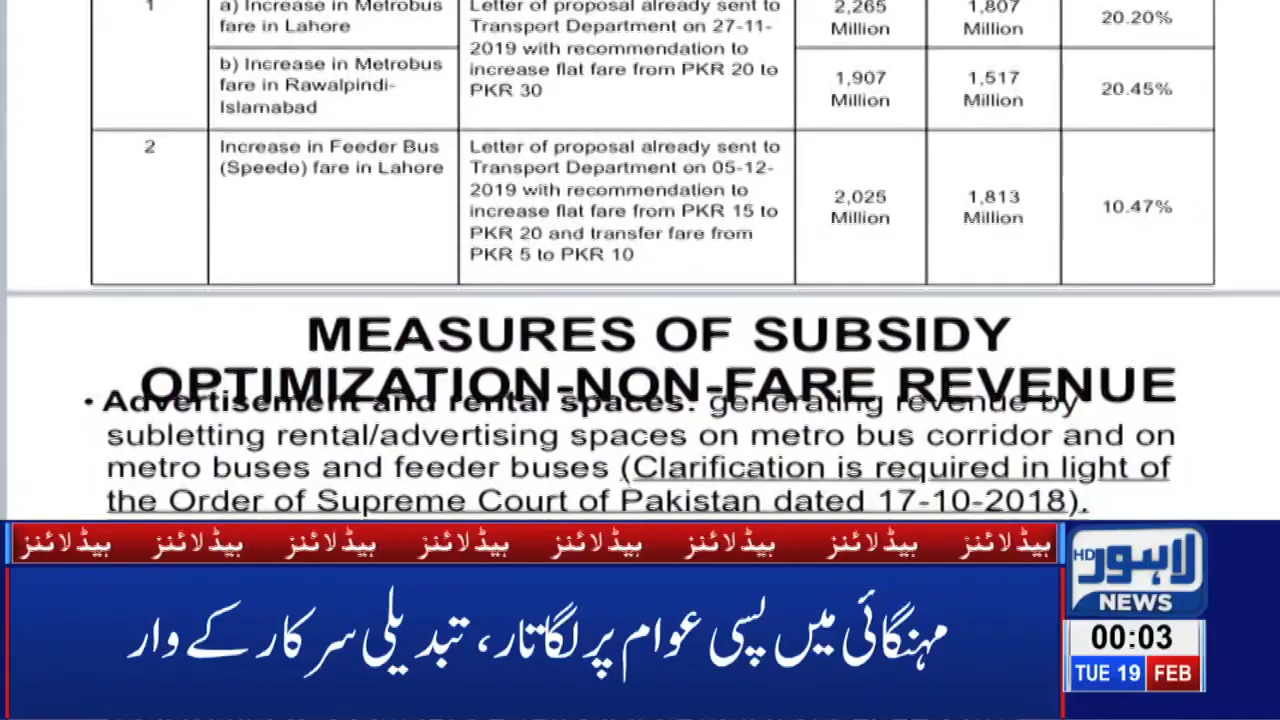 1
a) Increase in Metrobus
fare in Lahore
Letter of proposal already sent to
Transport Department on 27-11-
2019 with recommendation to
increase flat fare from PKR 20 to
PKR 30
2,265
Million
1,807
Million
20.20%
b) Increase in Metrobus
fare in Rawalpindi-
Islamabad
1,907
Million
1,517
Million
20.45%
2
Increase in Feeder Bus
(Speedo) fare in Lahore
Letter of proposal already sent to
Transport Department on 05-12-
2019 with recommendation to
increase flat fare from PKR 15 to
PKR 20 and transfer fare from
PKR 5 to PKR 10
2,025
Million
1,813
Million
10.47%
MEASURES OF SUBSIDY
OPTIMIZATION-NON-FARE REVENUE
• Advertisement and rental spaces: generating revenue by
subletting rental/advertising spaces on metro bus corridor and on
metro buses and feeder buses (Clarification is required in light of
the Order of Supreme Court of Pakistan dated 17-10-2018).
ہیڈلائنز ہیڈلائنز ہیڈلائنز ہیڈلائنز ہیڈلائنز ہیڈلائنز ہیڈلائنز ہیڈلائنز
مہنگائی میں پسی عوام پر لگاتار، تبدیلی سرکار کے وار
HD لاہور
NEWS
00:03
TUE 19 FEB